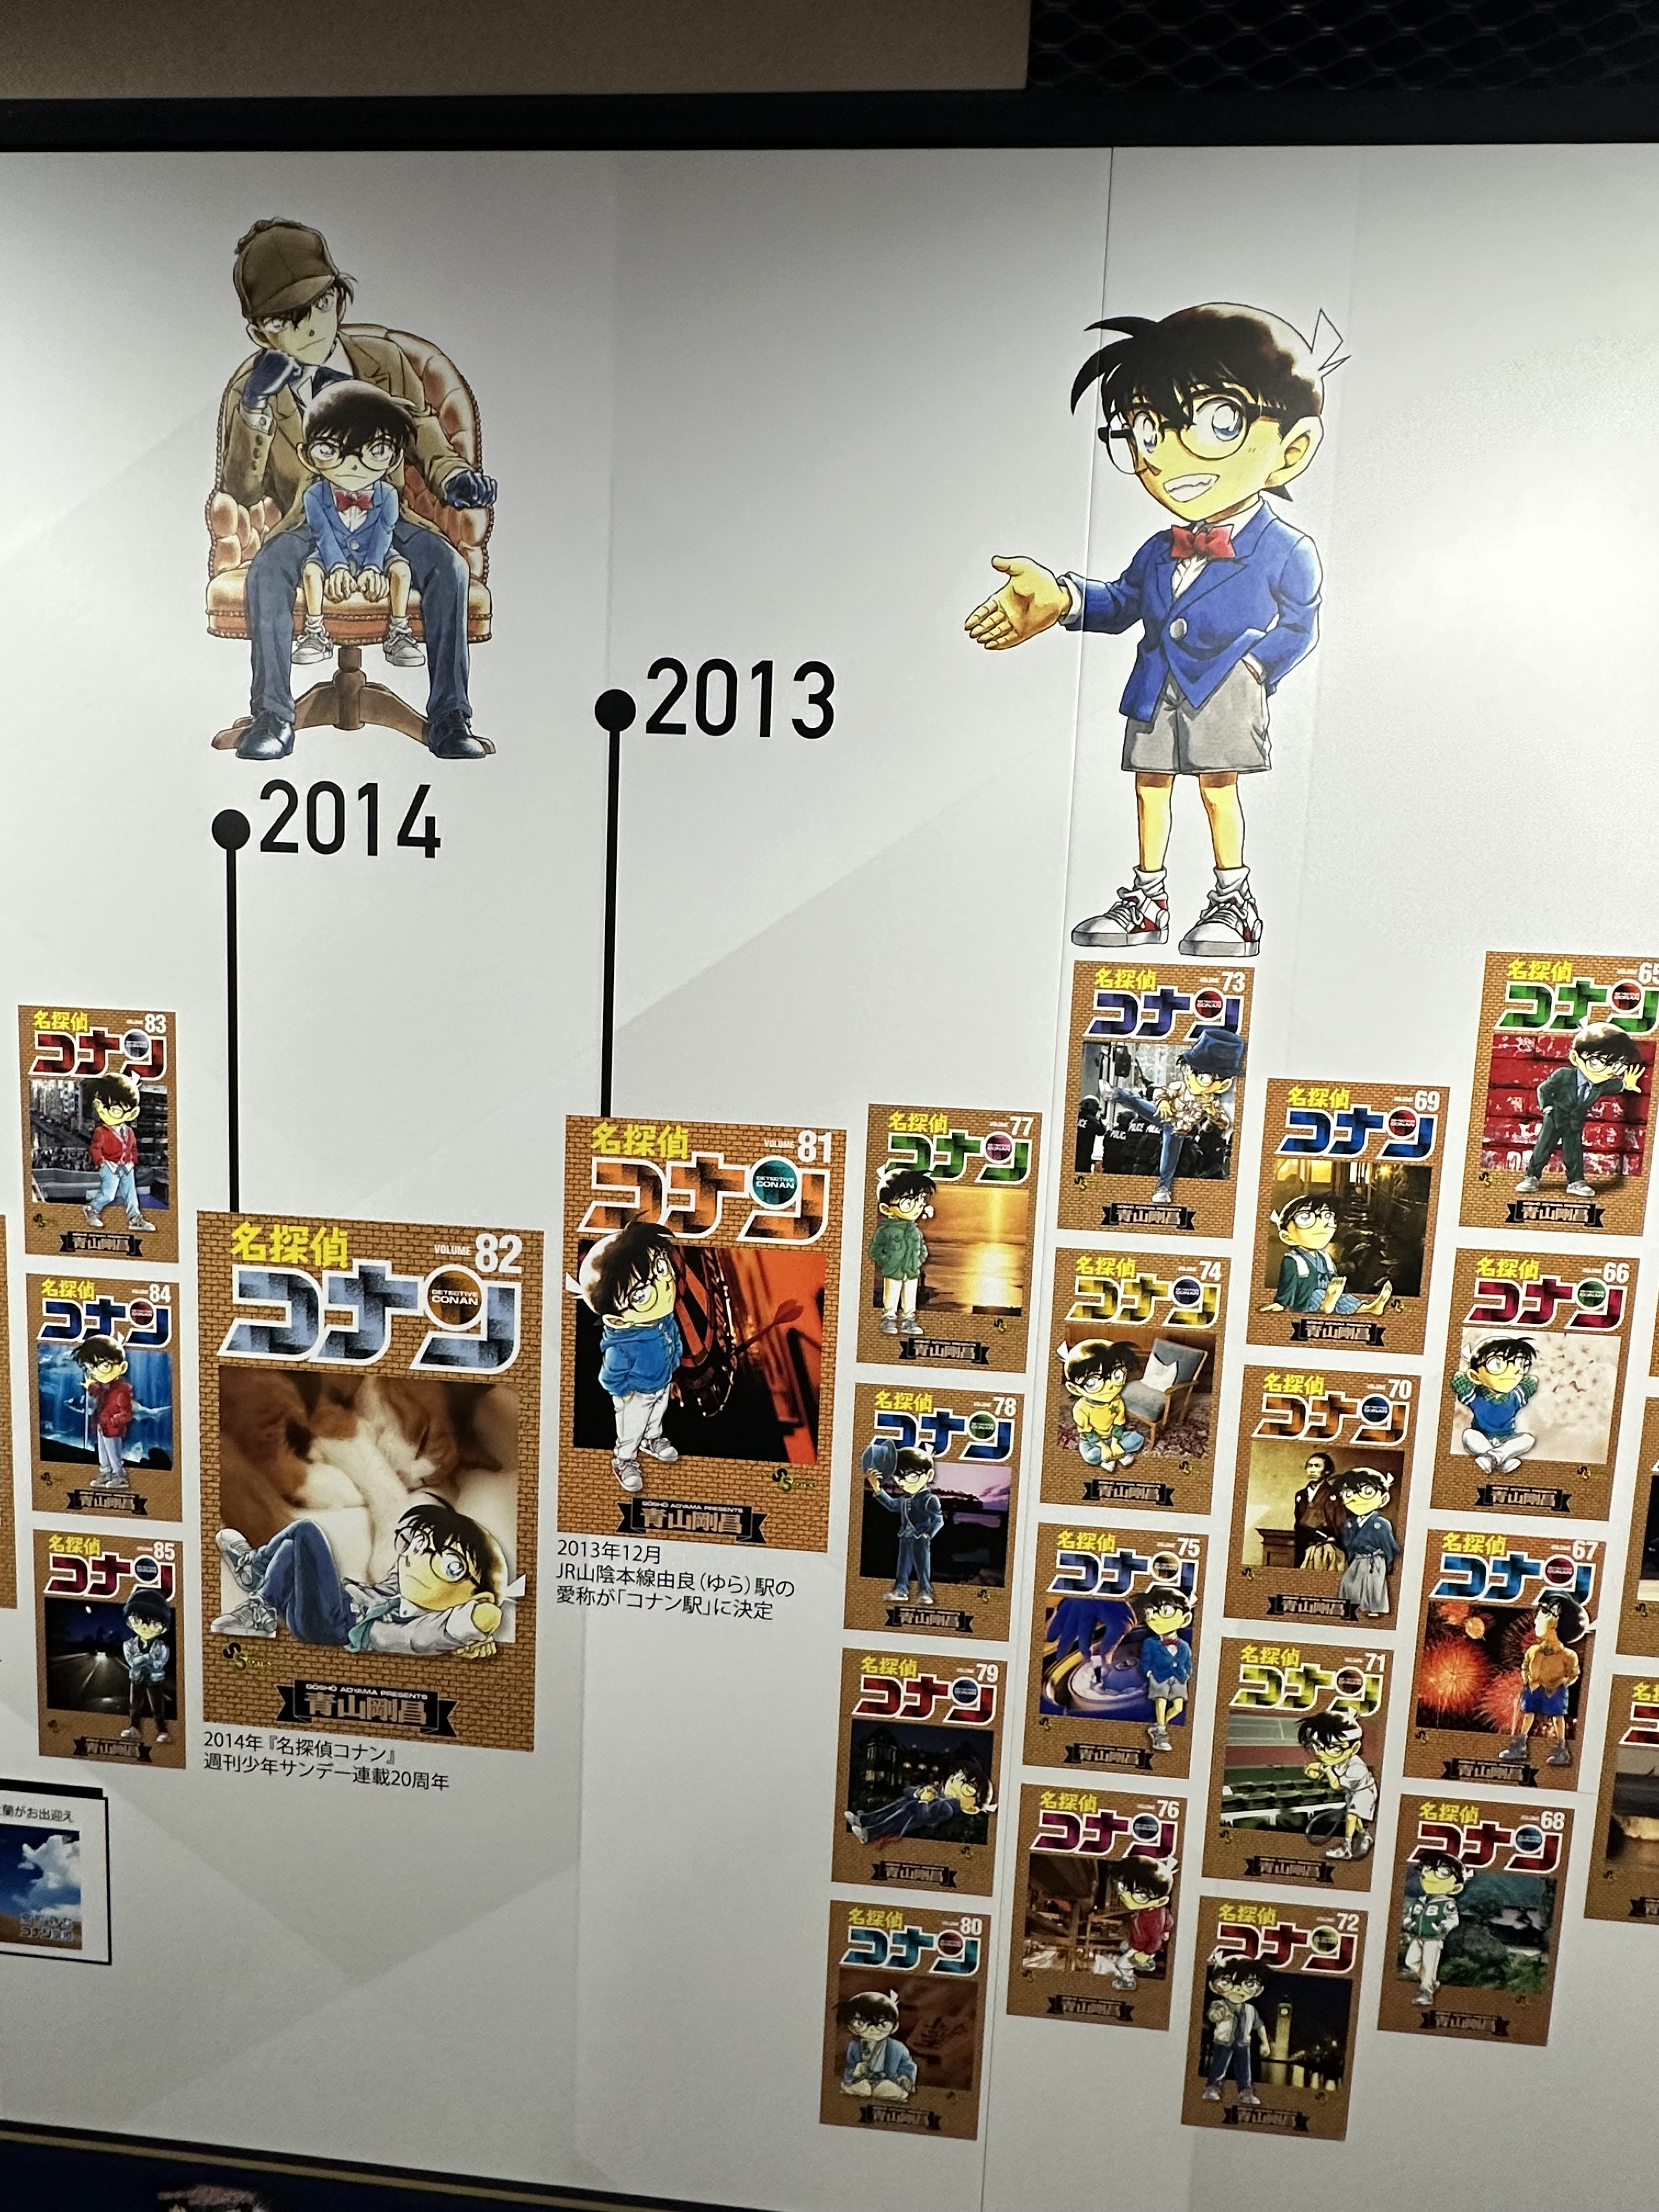 2014
2013
名探偵
コナン
VOLUME 83
青山剛昌
名探偵
コナン
84
青山剛昌
名探偵
コナン
85
青山剛昌
名探偵
コナン
VOLUME 82
DETECTIVE
CONAN
GOSHO AOYAMA PRESENTS
青山剛昌
2014年『名探偵コナン』
週刊少年サンデー連載20周年
名探偵
コナン
VOLUME 81
DETECTIVE
CONAN
GOSHO AOYAMA PRESENTS
青山剛昌
2013年12月
JR山陰本線由良（ゆら）駅の
愛称が「コナン駅」に決定
名探偵
コナン
77
青山剛昌
名探偵
コナン
78
青山剛昌
名探偵
コナン
79
青山剛昌
名探偵
コナン
80
青山剛昌
名探偵
コナン
73
POLICE
青山剛昌
名探偵
コナン
74
青山剛昌
名探偵
コナン
75
青山剛昌
名探偵
コナン
76
青山剛昌
名探偵
コナン
69
青山剛昌
名探偵
コナン
70
青山剛昌
名探偵
コナン
71
青山剛昌
名探偵
コナン
72
青山剛昌
名探偵
コナン
65
青山剛昌
名探偵
コナン
66
青山剛昌
名探偵
コナン
67
青山剛昌
名探偵
コナン
68
青山剛昌
蘭がお出迎え